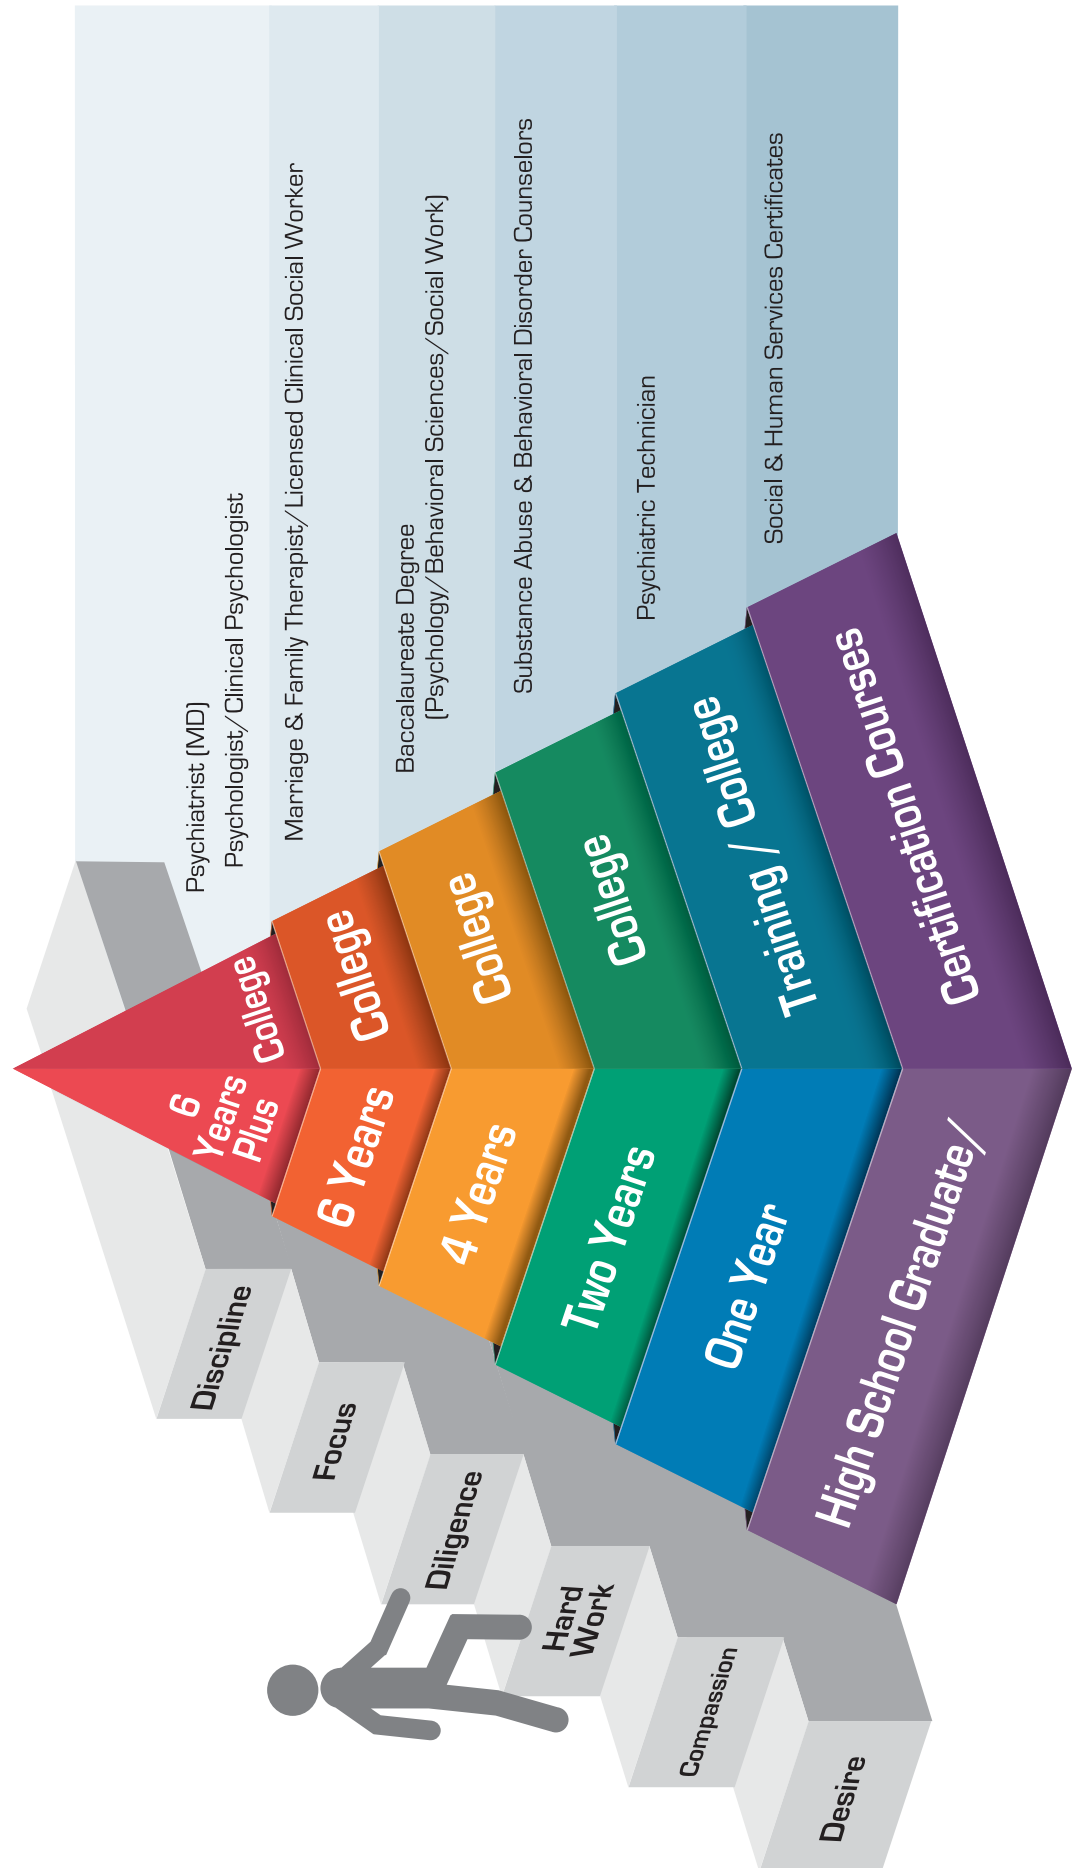 Psychiatrist (MD)
Psychologist/Clinical Psychologist
Marriage & Family Therapist/Licensed Clinical Social Worker
Baccalaureate Degree
(Psychology/Behavioral Sciences/Social Work)
Substance Abuse & Behavioral Disorder Counselors
Psychiatric Technician
Social & Human Services Certificates
6
Years
Plus
College
6 Years
College
4 Years
College
Two Years
College
One Year
Training / College
High School Graduate/
Certification Courses
Discipline
Focus
Diligence
Hard
Work
Compassion
Desire